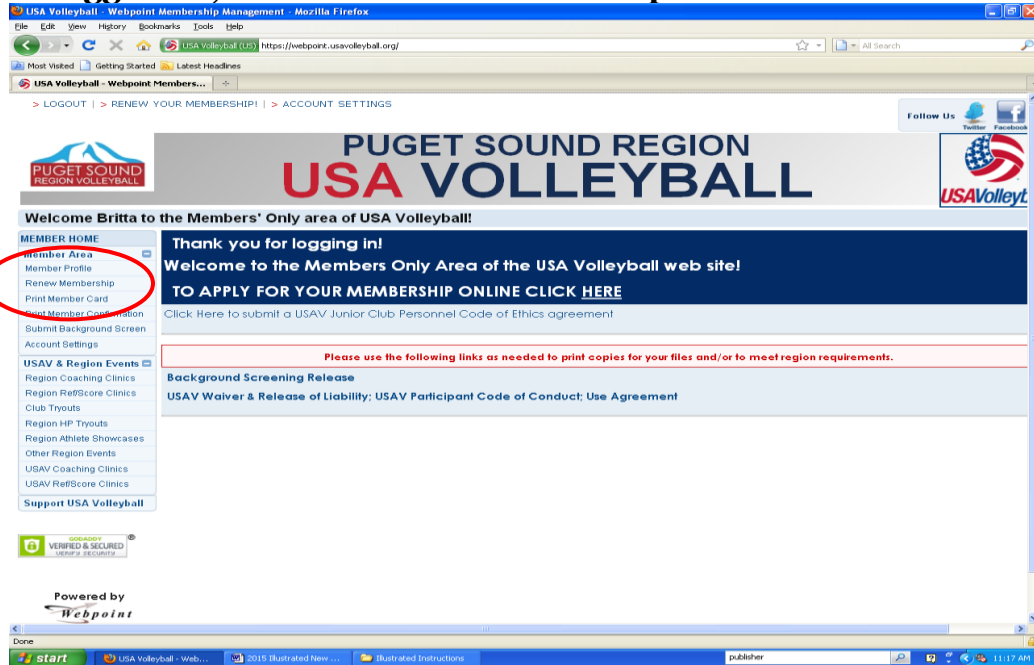 USA Volleyball - Webpoint Membership Management - Mozilla Firefox
File Edit View History Bookmarks Tools Help
USA Volleyball (US) https://webpoint.usavolleyball.org/
All Search
Most Visited Getting Started Latest Headlines
USA Volleyball - Webpoint Members...
> LOGOUT | > RENEW YOUR MEMBERSHIP! | > ACCOUNT SETTINGS
Follow Us
Twitter Facebook
PUGET SOUND
REGION VOLLEYBALL
PUGET SOUND REGION
USA VOLLEYBALL
USAVolleyb
Welcome Britta to the Members' Only area of USA Volleyball!
MEMBER HOME
Member Area
Member Profile
Renew Membership
Print Member Card
Print Member Confirmation
Submit Background Screen
Account Settings
USAV & Region Events
Region Coaching Clinics
Region Ref/Score Clinics
Club Tryouts
Region HP Tryouts
Region Athlete Showcases
Other Region Events
USAV Coaching Clinics
USAV Ref/Score Clinics
Support USA Volleyball
Thank you for logging in!
Welcome to the Members Only Area of the USA Volleyball web site!
TO APPLY FOR YOUR MEMBERSHIP ONLINE CLICK HERE
Click Here to submit a USAV Junior Club Personnel Code of Ethics agreement
Please use the following links as needed to print copies for your files and/or to meet region requirements.
Background Screening Release
USAV Waiver & Release of Liability; USAV Participant Code of Conduct; Use Agreement
GODADDY
VERIFIED & SECURED
VERIFY SECURITY
Powered by
Webpoint
Done
start USA Volleyball - Web... 2015 Illustrated New ... Illustrated Instructions publisher 11:17 AM